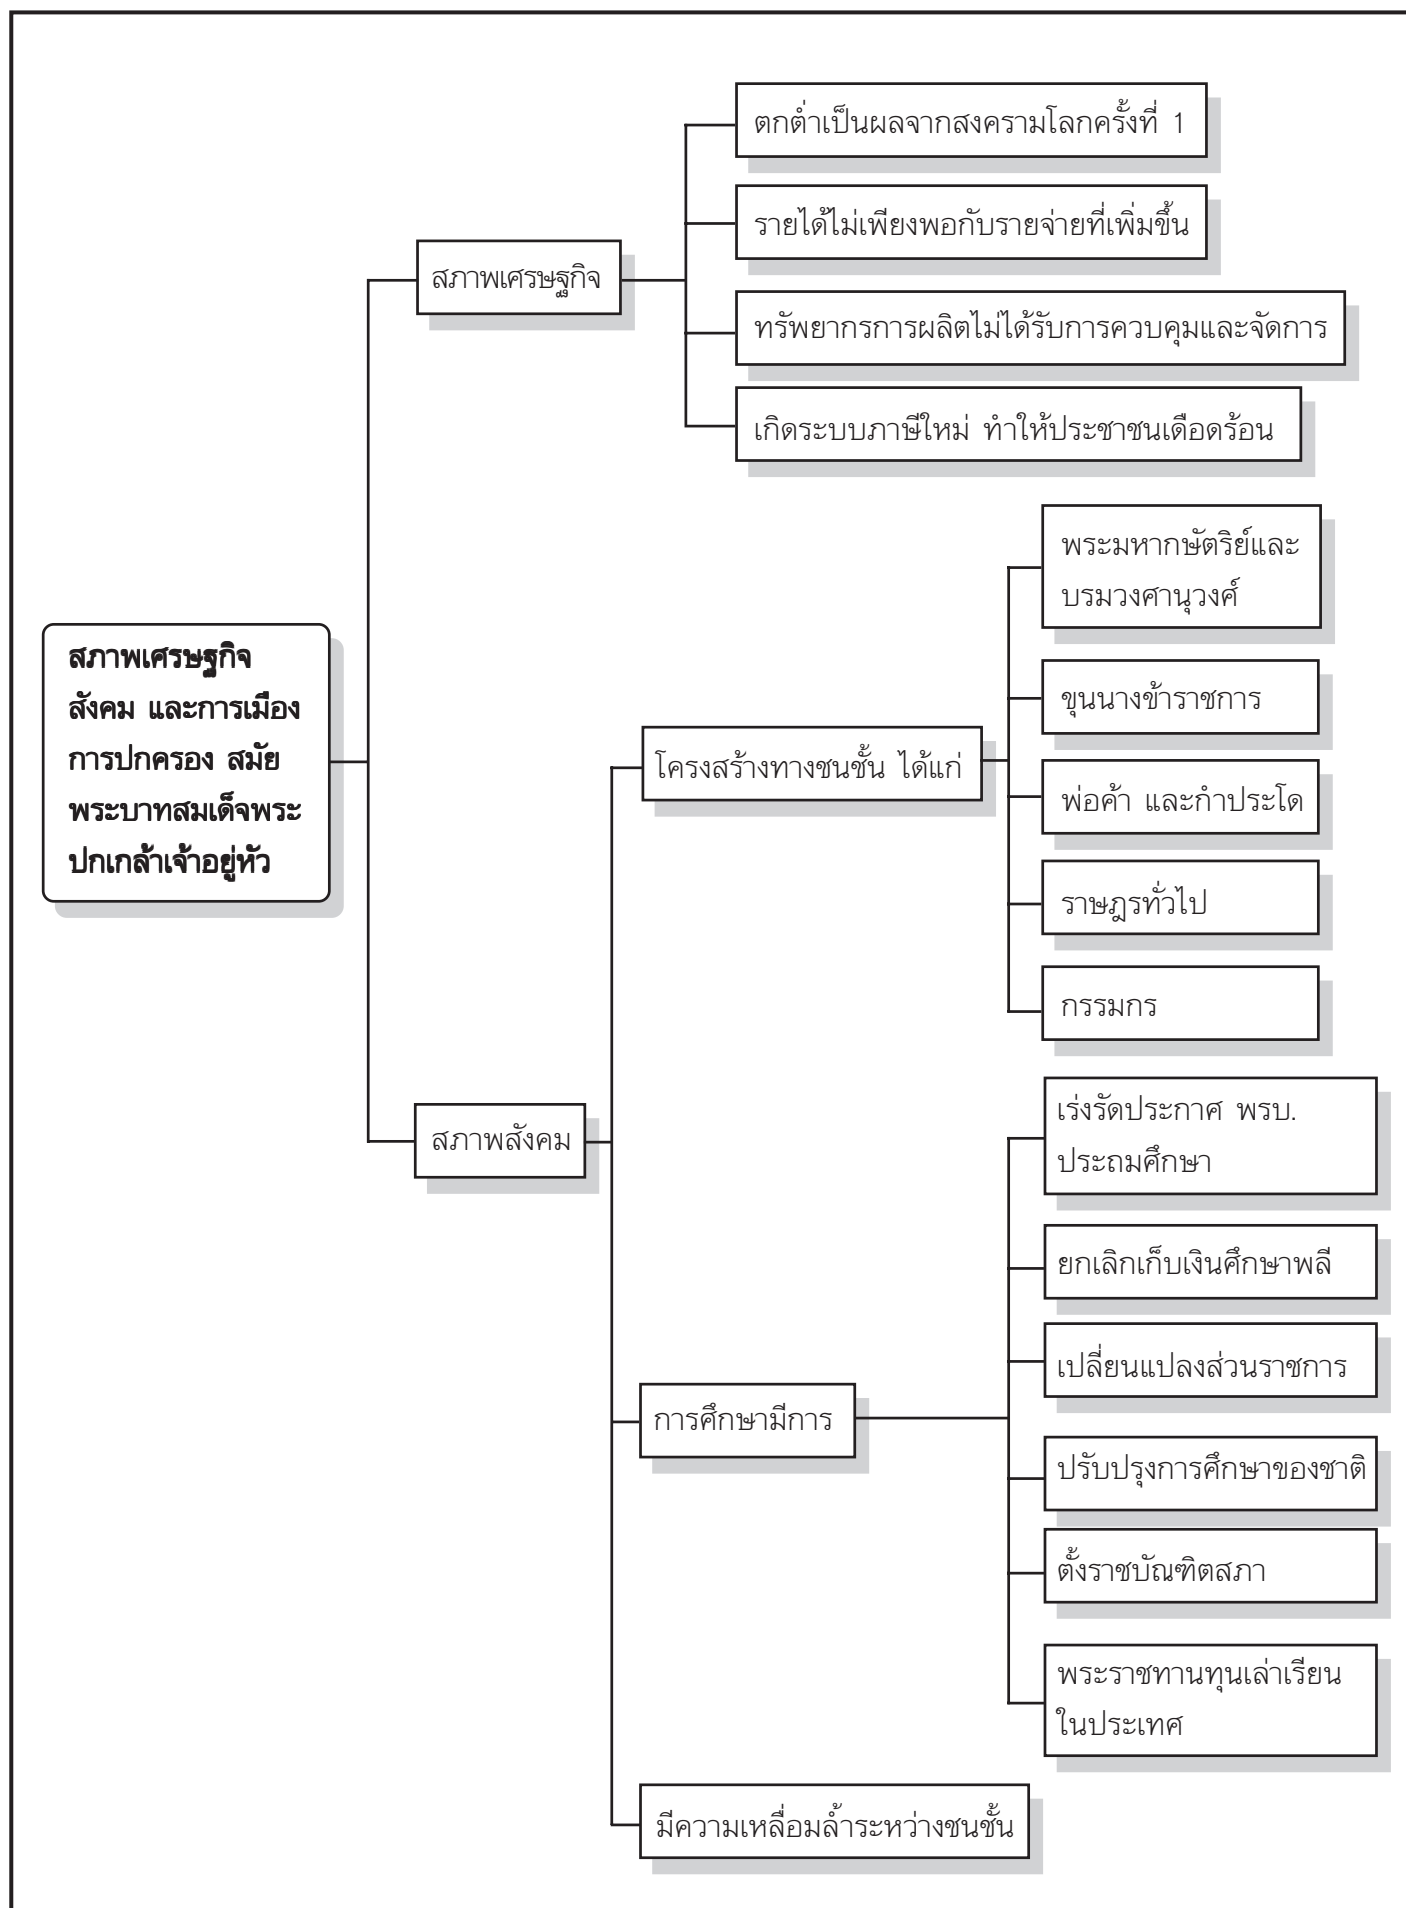 สภาพเศรษฐกิจ
สังคม และการเมือง
การปกครอง สมัย
พระบาทสมเด็จพระ
ปกเกล้าเจ้าอยู่หัว
สภาพเศรษฐกิจ
ตกต่ำเป็นผลจากสงครามโลกครั้งที่ 1
รายได้ไม่เพียงพอกับรายจ่ายที่เพิ่มขึ้น
ทรัพยากรการผลิตไม่ได้รับการควบคุมและจัดการ
เกิดระบบภาษีใหม่ ทำให้ประชาชนเดือดร้อน
สภาพสังคม
โครงสร้างทางชนชั้น ได้แก่
พระมหากษัตริย์และ
บรมวงศานุวงศ์
ขุนนางข้าราชการ
พ่อค้า และกำประโด
ราษฎรทั่วไป
กรรมกร
การศึกษามีการ
เร่งรัดประกาศ พรบ.
ประถมศึกษา
ยกเลิกเก็บเงินศึกษาพลี
เปลี่ยนแปลงส่วนราชการ
ปรับปรุงการศึกษาของชาติ
ตั้งราชบัณฑิตสภา
พระราชทานทุนเล่าเรียน
ในประเทศ
มีความเหลื่อมล้ำระหว่างชนชั้น